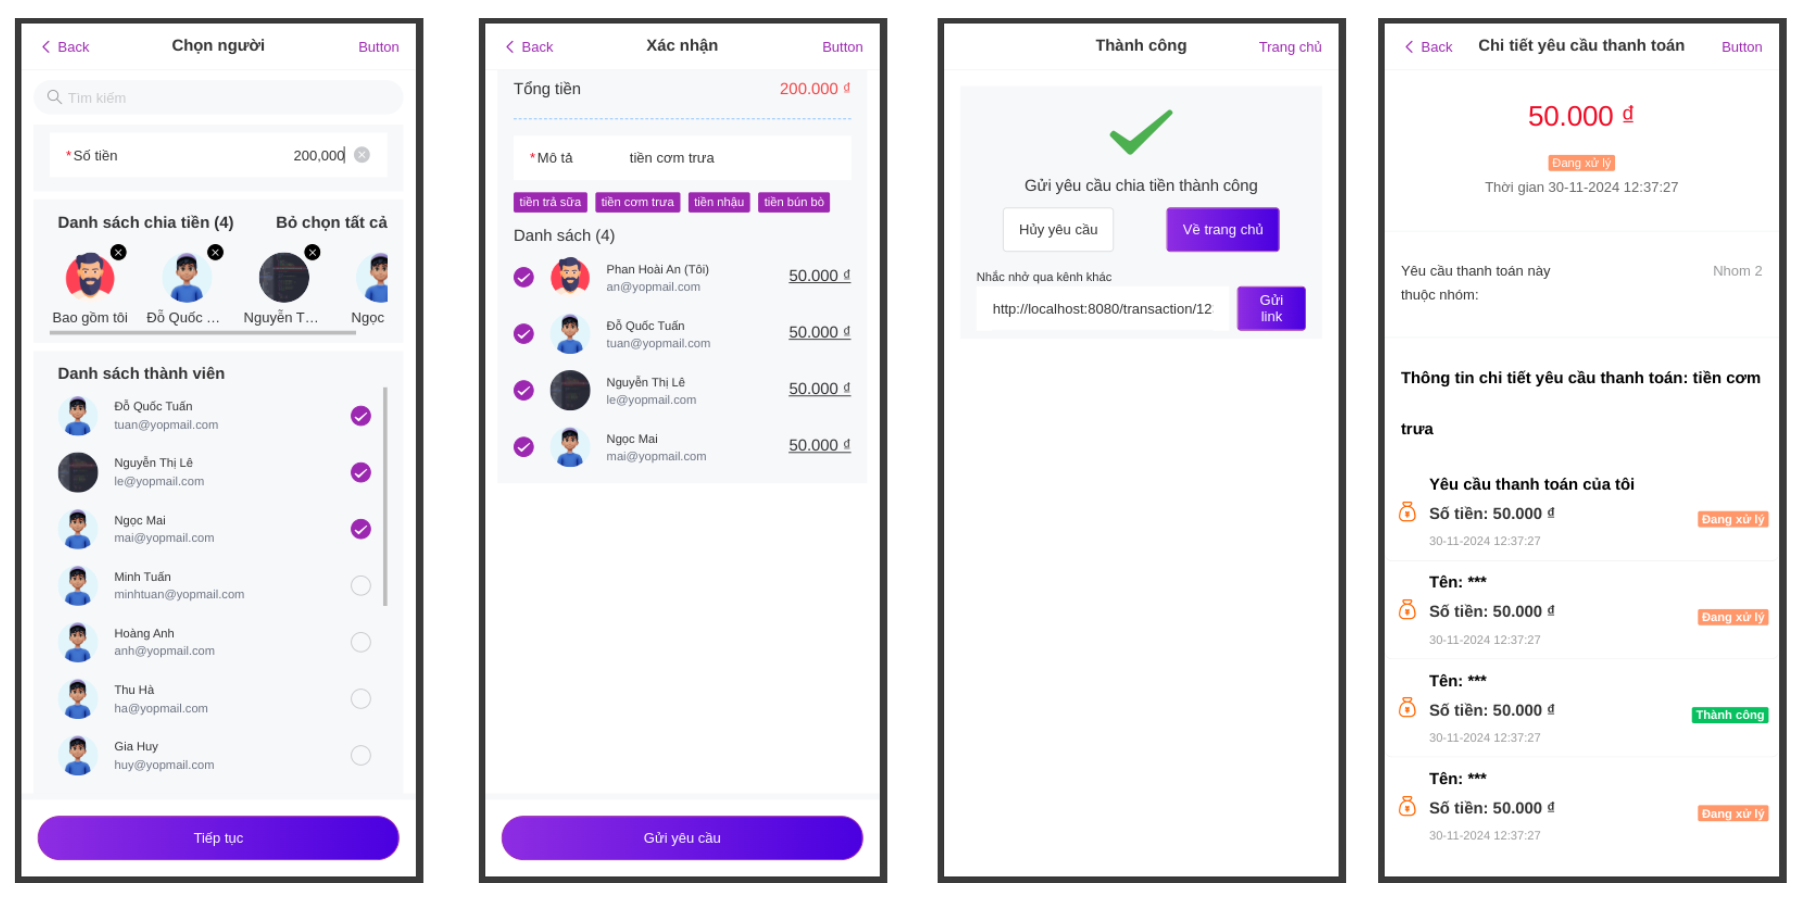 Back Chọn người Button
Tìm kiếm
*Số tiền 200,000
Danh sách chia tiền (4) Bỏ chọn tất cả
Bao gồm tôi Đỗ Quốc ... Nguyễn T... Ngọc
Danh sách thành viên
Đỗ Quốc Tuấn
tuan@yopmail.com
Nguyễn Thị Lê
le@yopmail.com
Ngọc Mai
mai@yopmail.com
Minh Tuấn
minhtuan@yopmail.com
Hoàng Anh
anh@yopmail.com
Thu Hà
ha@yopmail.com
Gia Huy
huy@yopmail.com
Tiếp tục
Back Xác nhận Button
Tổng tiền 200.000 ₫
*Mô tả tiền cơm trưa
tiền trà sữa tiền cơm trưa tiền nhậu tiền bún bò
Danh sách (4)
Phan Hoài An (Tôi)
an@yopmail.com
50.000 ₫
Đỗ Quốc Tuấn
tuan@yopmail.com
50.000 ₫
Nguyễn Thị Lê
le@yopmail.com
50.000 ₫
Ngọc Mai
mai@yopmail.com
50.000 ₫
Gửi yêu cầu
Thành công Trang chủ
Gửi yêu cầu chia tiền thành công
Hủy yêu cầu Về trang chủ
Nhắc nhở qua kênh khác
http://localhost:8080/transaction/12
Gửi
link
Back Chi tiết yêu cầu thanh toán Button
50.000 ₫
Đang xử lý
Thời gian 30-11-2024 12:37:27
Yêu cầu thanh toán này Nhom 2
thuộc nhóm:
Thông tin chi tiết yêu cầu thanh toán: tiền cơm
trưa
Yêu cầu thanh toán của tôi
Số tiền: 50.000 ₫
Đang xử lý
30-11-2024 12:37:27
Tên: ***
Số tiền: 50.000 ₫
Đang xử lý
30-11-2024 12:37:27
Tên: ***
Số tiền: 50.000 ₫
Thành công
30-11-2024 12:37:27
Tên: ***
Số tiền: 50.000 ₫
Đang xử lý
30-11-2024 12:37:27